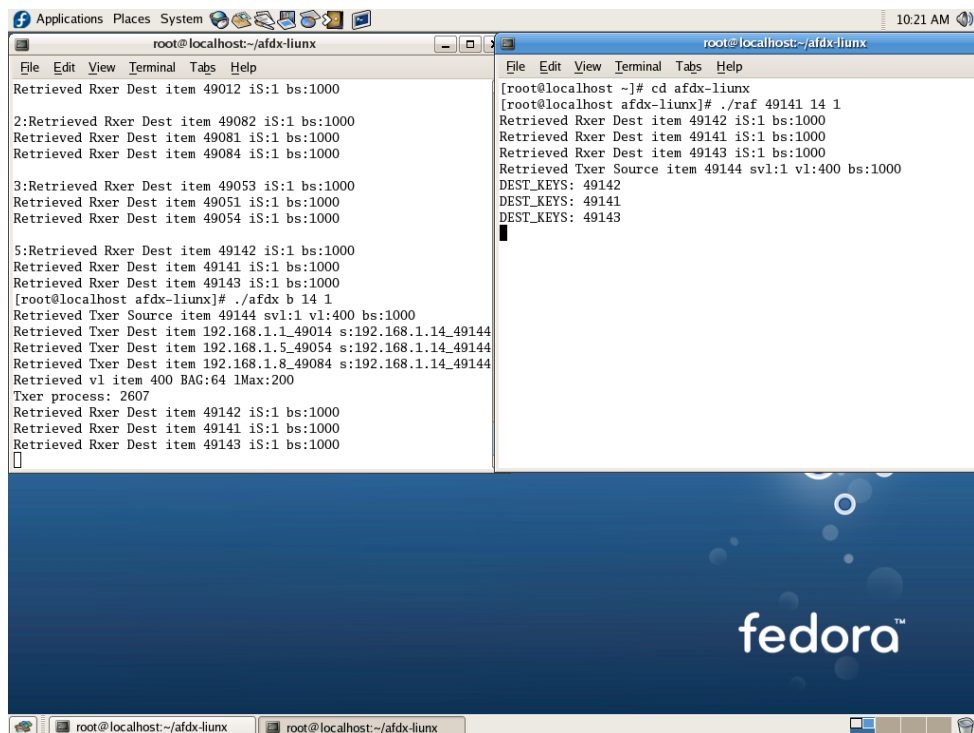 Applications Places System 10:21 AM
root@localhost:~/afdx-liunx
File Edit View Terminal Tabs Help
Retrieved Rxer Dest item 49012 iS:1 bs:1000
2:Retrieved Rxer Dest item 49082 iS:1 bs:1000
Retrieved Rxer Dest item 49081 iS:1 bs:1000
Retrieved Rxer Dest item 49084 iS:1 bs:1000
3:Retrieved Rxer Dest item 49053 iS:1 bs:1000
Retrieved Rxer Dest item 49051 iS:1 bs:1000
Retrieved Rxer Dest item 49054 iS:1 bs:1000
5:Retrieved Rxer Dest item 49142 iS:1 bs:1000
Retrieved Rxer Dest item 49141 iS:1 bs:1000
Retrieved Rxer Dest item 49143 iS:1 bs:1000
[root@localhost afdx-liunx]# ./afdx b 14 1
Retrieved Txer Source item 49144 svl:1 vl:400 bs:1000
Retrieved Txer Dest item 192.168.1.1_49014 s:192.168.1.14_49144
Retrieved Txer Dest item 192.168.1.5_49054 s:192.168.1.14_49144
Retrieved Txer Dest item 192.168.1.8_49084 s:192.168.1.14_49144
Retrieved vl item 400 BAG:64 lMax:200
Txer process: 2607
Retrieved Rxer Dest item 49142 iS:1 bs:1000
Retrieved Rxer Dest item 49141 iS:1 bs:1000
Retrieved Rxer Dest item 49143 iS:1 bs:1000
root@localhost:~/afdx-liunx
File Edit View Terminal Tabs Help
[root@localhost ~]# cd afdx-liunx
[root@localhost afdx-liunx]# ./raf 49141 14 1
Retrieved Rxer Dest item 49142 iS:1 bs:1000
Retrieved Rxer Dest item 49141 iS:1 bs:1000
Retrieved Rxer Dest item 49143 iS:1 bs:1000
Retrieved Txer Source item 49144 svl:1 vl:400 bs:1000
DEST_KEYS: 49142
DEST_KEYS: 49141
DEST_KEYS: 49143
fedora™
root@localhost:~/afdx-liunx
root@localhost:~/afdx-liunx